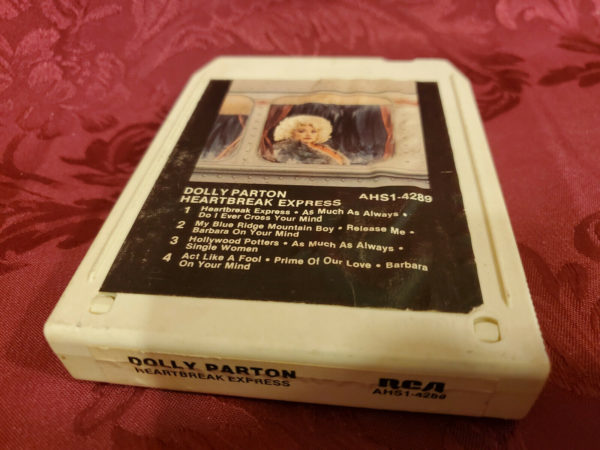 DOLLY PARTON
HEARTBREAK EXPRESS AHS1-4289
1 Heartbreak Express • As Much As Always •
Do I Ever Cross Your Mind
2 My Blue Ridge Mountain Boy • Release Me •
Barbara On Your Mind
3 Hollywood Potters • As Much As Always •
Single Women
4 Act Like A Fool • Prime Of Our Love • Barbara
On Your Mind
DOLLY PARTON
HEARTBREAK EXPRESS
RCA
AHS1-4289